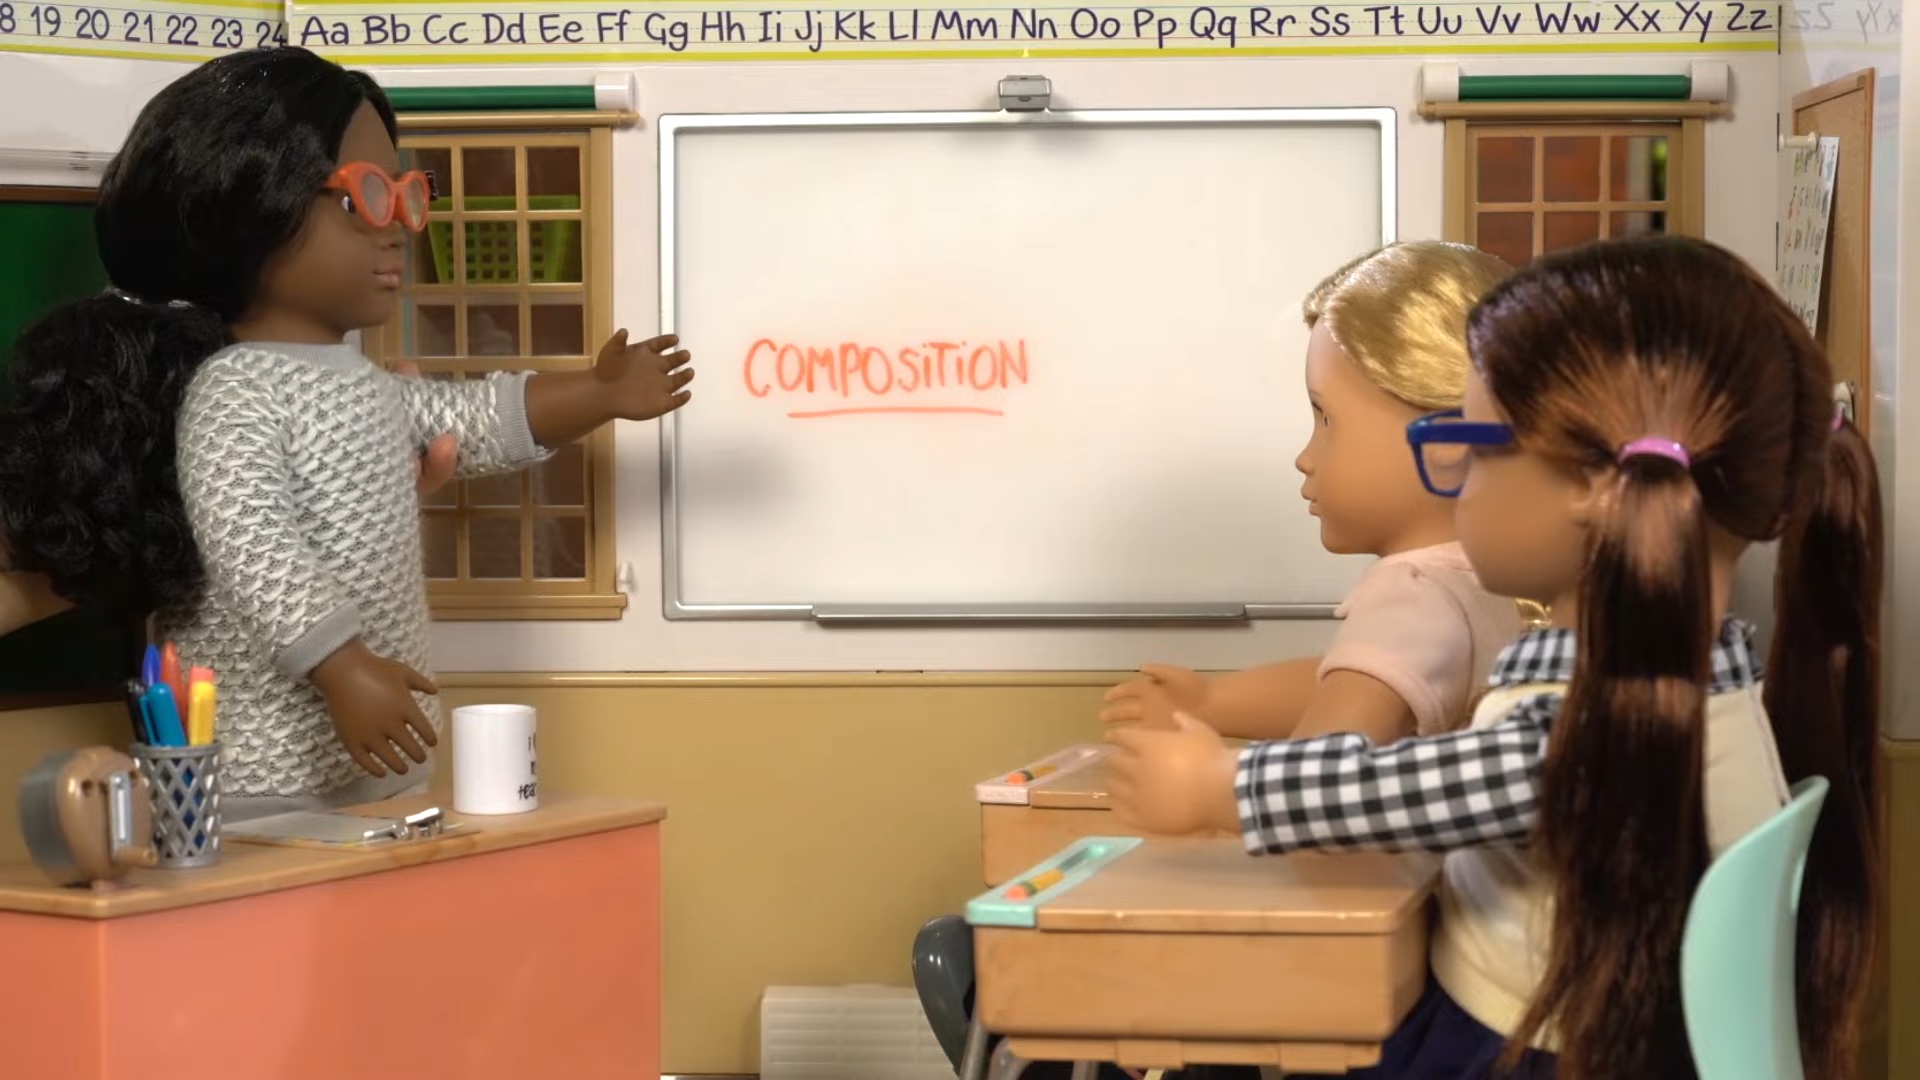 8 19 20 21 22 23 24 Aa Bb Cc Dd Ee Ff Gg Hh Ii Jj Kk Ll Mm Nn Oo Pp Qq Rr Ss Tt Uu Vv Ww Xx Yy Zz
COMPOSiTiON